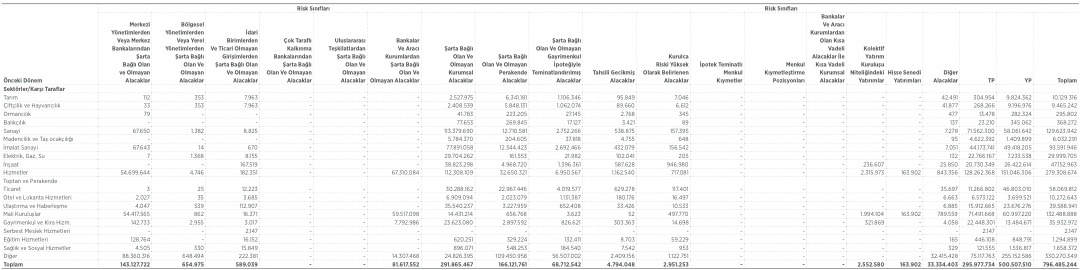 Risk Sınıfları Risk Sınıfları
Önceki Dönem
Merkezi Yönetimlerden Veya Merkez Bankalarından Şarta Bağlı Olan ve Olmayan Alacaklar
Bölgesel Yönetimlerden Veya Yerel Yönetimlerden Şarta Bağlı Olan Ve Olmayan Alacaklar
İdari Birimlerden Ve Ticari Olmayan Girişimlerden Şarta Bağlı Olan Ve Olmayan Alacaklar
Çok Taraflı Kalkınma Bankalarından Şarta Bağlı Olan Ve Olmayan Alacaklar
Uluslararası Teşkilatlardan Şarta Bağlı Olan Ve Olmayan Alacaklar
Bankalar Ve Aracı Kurumlardan Şarta Bağlı Olan Ve Olmayan Alacaklar
Şarta Bağlı Olan Ve Olmayan Kurumsal Alacaklar
Şarta Bağlı Olan Ve Olmayan Perakende Alacaklar
Şarta Bağlı Olan Ve Olmayan Gayrimenkul İpoteğiyle Teminatlandırılmış Alacaklar
Tahsili Gecikmiş Alacaklar
Kurulca Riski Yüksek Olarak Belirlenen Alacaklar
İpotek Teminatlı Menkul Kıymetler
Menkul Kıymetleştirme Pozisyonları
Bankalar Ve Aracı Kurumlardan Olan Kısa Vadeli Alacaklar İle Kısa Vadeli Kurumsal Alacaklar
Kolektif Yatırım Kuruluşu Niteliğindeki Yatırımlar
Hisse Senedi Yatırımları
Diğer Alacaklar
TP YP Toplam
Sektörler/Karşı Taraflar
Tarım 112 353 7.963 - - - 2.527.975 6.341.181 1.106.346 95.849 7.046 - - - - - 42.491 304.954 9.824.362 10.129.316
Çiftçilik ve Hayvancılık 33 353 7.963 - - - 2.408.539 5.848.131 1.062.074 89.660 6.612 - - - - - 41.877 268.266 9.196.976 9.465.242
Ormancılık 79 - - - - - 41.783 223.205 27.145 2.768 345 - - - - - 477 13.478 282.324 295.802
Balıkçılık - - - - - - 77.653 269.845 17.127 3.421 89 - - - - - 137 23.210 345.062 368.272
Sanayi 67.650 1.382 8.825 - - - 113.379.690 12.710.581 2.752.266 538.875 157.395 - - - - - 7.278 71.562.300 58.061.642 129.623.942
Madencilik ve Taş ocakçılığı - - - - - - 5.784.370 204.605 37.818 4.755 648 - - - - - 95 4.622.392 1.409.899 6.032.291
İmalat Sanayi 67.643 14 670 - - - 77.891.058 12.344.423 2.692.466 432.079 156.542 - - - - - 7.051 44.173.741 49.418.205 93.591.946
Elektrik, Gaz, Su 7 1.368 8.155 - - - 29.704.262 161.553 21.982 102.041 205 - - - - - 132 22.766.167 7.233.538 29.999.705
İnşaat - - 167.519 - - - 38.823.298 4.968.720 1.396.361 587.628 946.980 - - - 236.607 - 25.850 20.730.349 26.422.614 47.152.963
Hizmetler 54.699.644 4.746 182.351 - - 67.310.084 112.308.109 32.650.321 6.950.567 1.162.540 717.081 - - - 2.315.973 163.902 843.356 128.262.368 151.046.306 279.308.674
Toptan ve Perakende
Ticaret 3 25 12.223 - - - 30.288.162 22.967.446 4.019.577 629.278 117.401 - - - - - 35.697 11.266.802 46.803.010 58.069.812
Otel ve Lokanta Hizmetleri 2.027 35 3.685 - - - 6.909.094 2.023.079 1.131.387 180.176 16.497 - - - - - 6.663 6.573.122 3.699.521 10.272.643
Ulaştırma ve Haberleşme 4.047 539 112.907 - - - 35.540.237 3.227.959 652.408 33.426 10.533 - - - - - 6.885 15.912.665 23.676.276 39.588.941
Mali Kuruluşlar 54.417.565 862 16.371 - - 59.517.098 14.431.214 656.768 3.623 52 497.770 - - - 1.994.104 163.902 789.559 71.491.668 60.997.220 132.488.888
Gayrimenkul ve Kira Hizm. 142.733 2.955 3.017 - - 7.792.986 23.623.080 2.897.592 826.621 303.363 14.698 - - - 321.869 - 4.058 22.448.301 13.484.671 35.932.972
Serbest Meslek Hizmetleri - - 2.147 - - - - - - - - - - - - - - 2.147 - 2.147
Eğitim Hizmetleri 128.764 - 16.152 - - - 620.251 329.224 132.411 8.703 59.229 - - - - - 165 446.108 848.791 1.294.899
Sağlık ve Sosyal Hizmetler 4.505 330 15.849 - - - 896.071 548.253 184.540 7.542 953 - - - - - 329 121.555 1.536.817 1.658.372
Diğer 88.360.316 648.494 222.381 - - 14.307.468 24.826.395 109.450.958 56.507.002 2.409.156 1.122.751 - - - - - 32.415.428 75.117.763 255.152.586 330.270.349
Toplam 143.127.722 654.975 589.039 - - 81.617.552 291.865.467 166.121.761 68.712.542 4.794.048 2.951.253 - - - 2.552.580 163.902 33.334.403 295.977.734 500.507.510 796.485.244